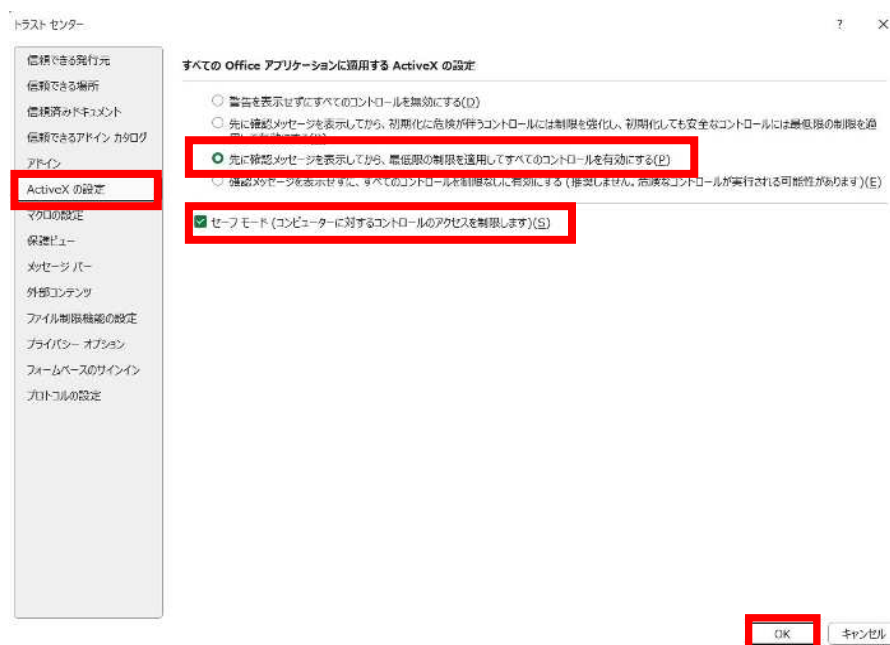 トラスト センター
? ×
信頼できる発行元
信頼できる場所
信頼済みドキュメント
信頼できるアドイン カタログ
アドイン
ActiveX の設定
マクロの設定
保護ビュー
メッセージ バー
外部コンテンツ
ファイル制限機能の設定
プライバシー オプション
フォームベースのサインイン
プロトコルの設定
すべての Office アプリケーションに適用する ActiveX の設定
警告を表示せずにすべてのコントロールを無効にする(D)
先に確認メッセージを表示してから、初期化に危険が伴うコントロールには制限を強化し、初期化しても安全なコントロールには最低限の制限を適
先に確認メッセージを表示してから、最低限の制限を適用してすべてのコントロールを有効にする(P)
確認メッセージを表示せずに、すべてのコントロールを制限なしに有効にする (推奨しません。危険なコントロールが実行される可能性があります)(E)
セーフ モード (コンピューターに対するコントロールのアクセスを制限します)(S)
OK
キャンセル